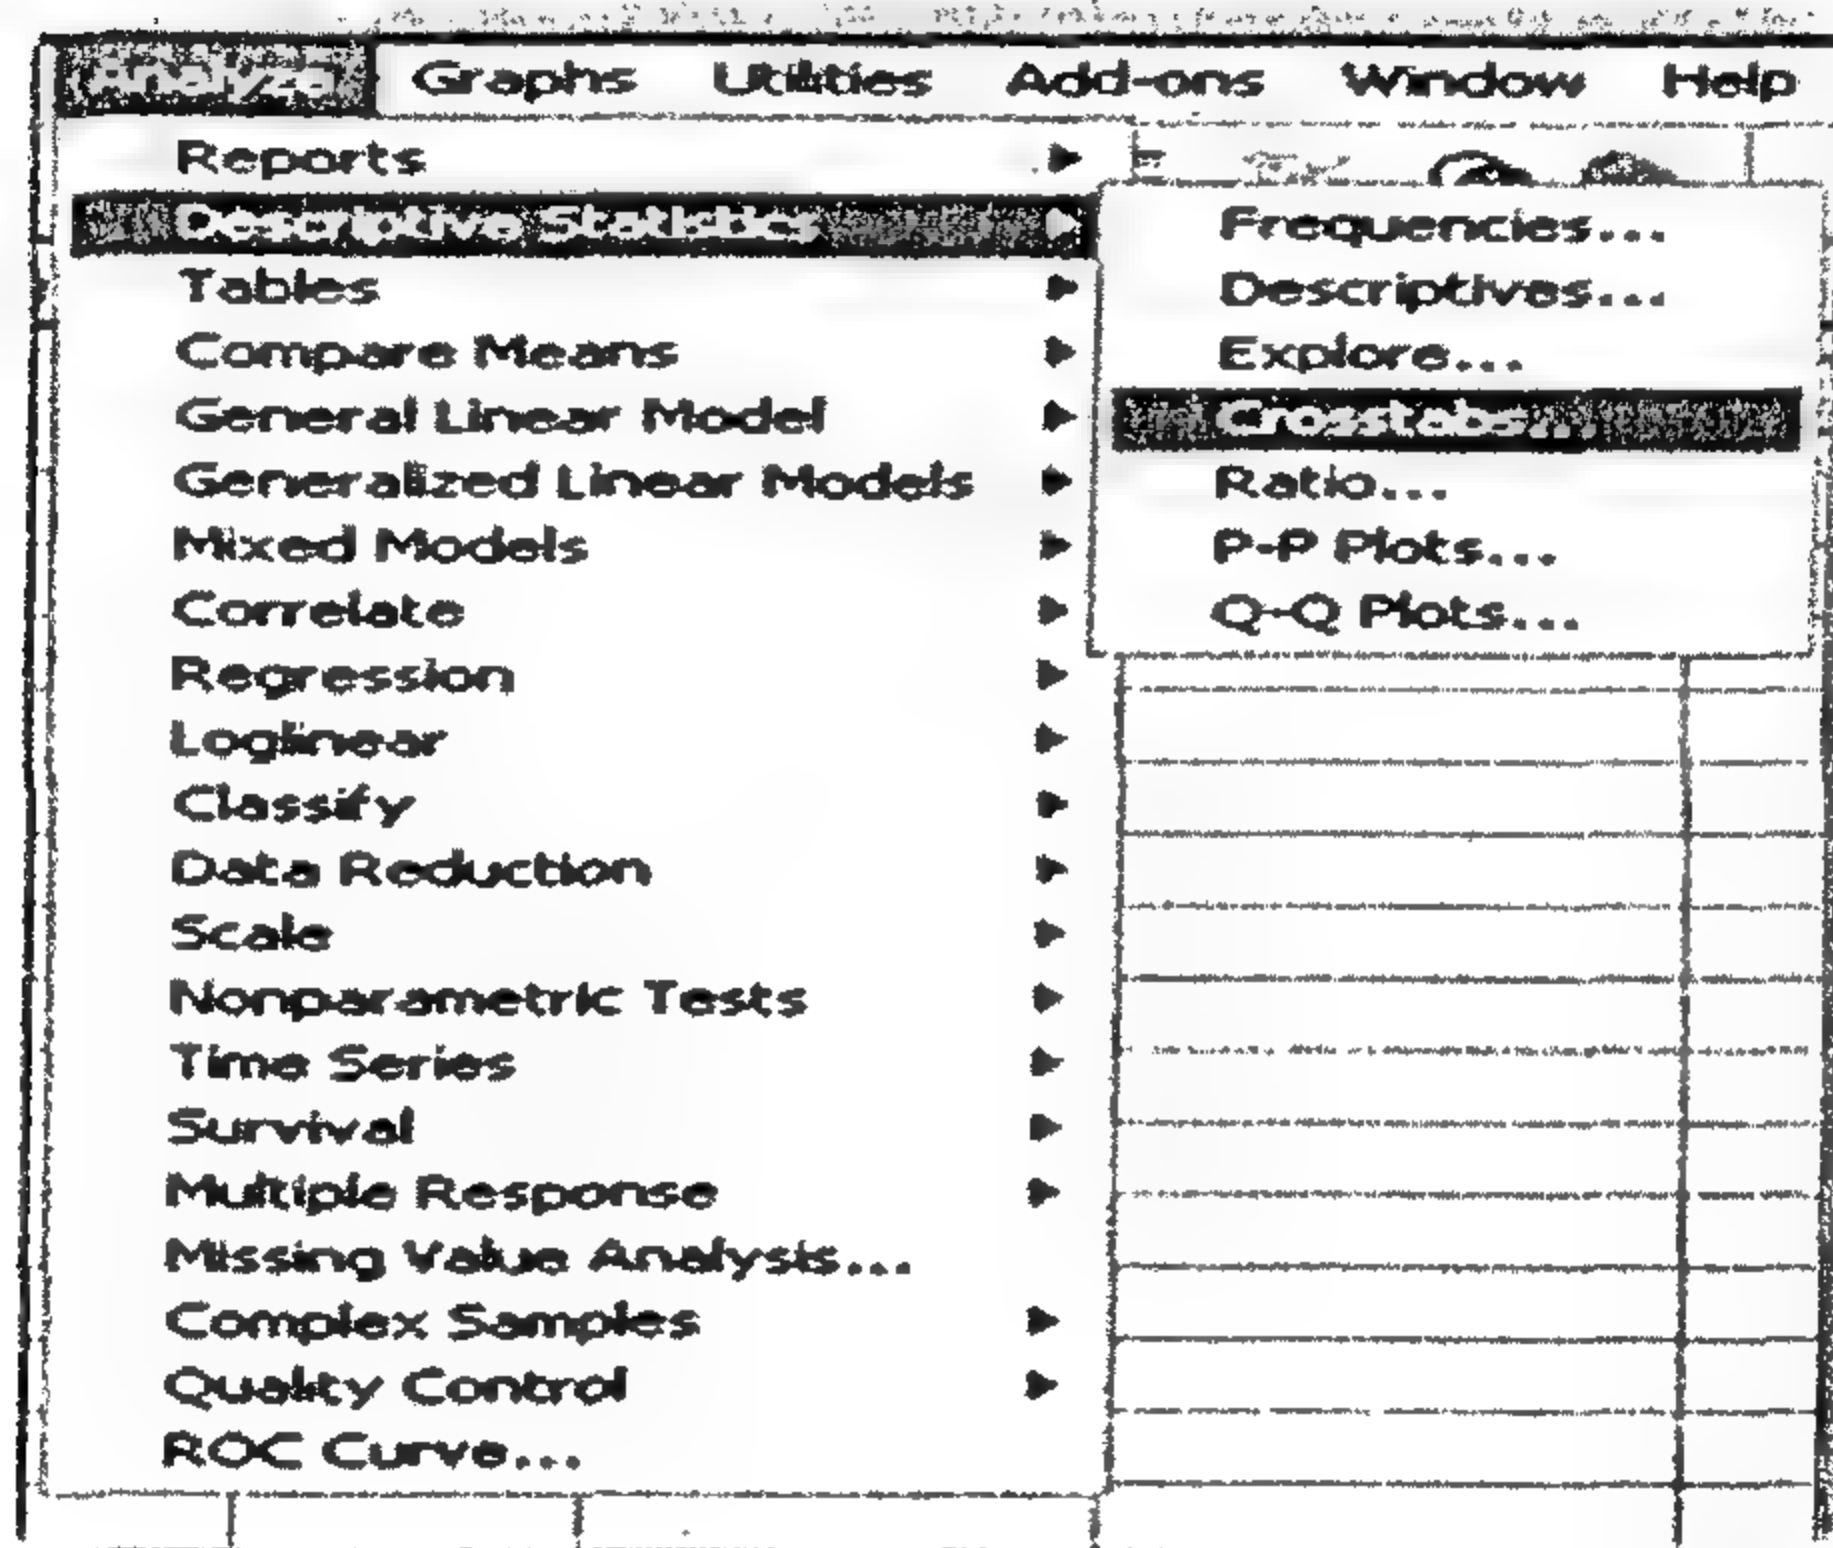 Analyze Graphs Utilities Add-ons Window Help
Reports
Descriptive Statistics
Tables
Compare Means
General Linear Model
Generalized Linear Models
Mixed Models
Correlate
Regression
Loglinear
Classify
Data Reduction
Scale
Nonparametric Tests
Time Series
Survival
Multiple Response
Missing Value Analysis...
Complex Samples
Quality Control
ROC Curve...
Frequencies...
Descriptives...
Explore...
Crosstabs...
Ratio...
P-P Plots...
Q-Q Plots...